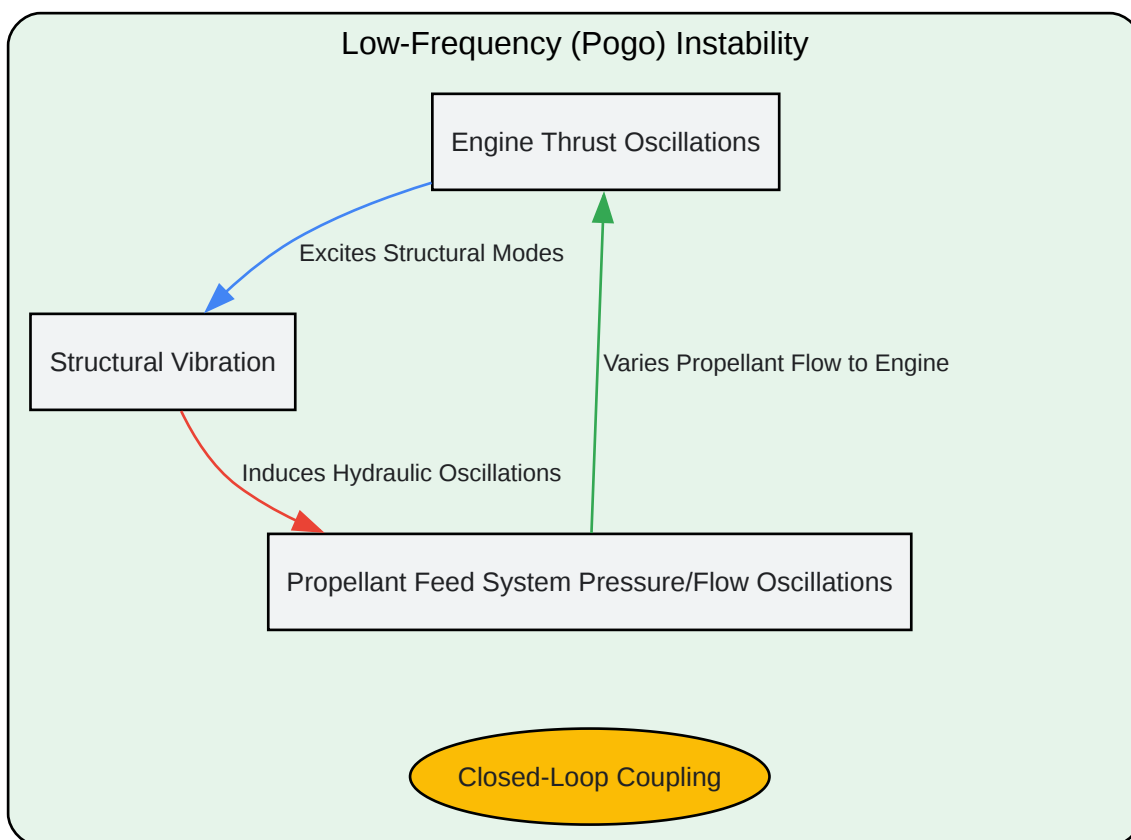 Low-Frequency (Pogo) Instability
Engine Thrust Oscillations
Excites Structural Modes
Structural Vibration
Varies Propellant Flow to Engine
Induces Hydraulic Oscillations
Propellant Feed System Pressure/Flow Oscillations
Closed-Loop Coupling